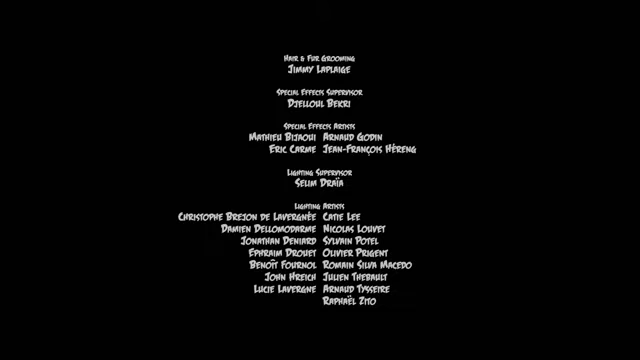 Hair & Fur Grooming
Jimmy Laplaige
Special Effects Supervisor
Djelloul Bekri
Special Effects Artists
Mathieu Bijaoui Arnaud Godin
Eric Carme Jean-François Héreng
Lighting Supervisor
Selim Draïa
Lighting Artists
Christophe Brejon de Lavergnée Catie Lee
Damien Dellomodarme Nicolas Louvet
Jonathan Deniard Sylvain Potel
Ephraim Drouet Olivier Prigent
Benoît Fournol Romain Silva Macedo
John Hreich Julien Thebault
Lucie Lavergne Arnaud Tysseire
Raphaël Zito